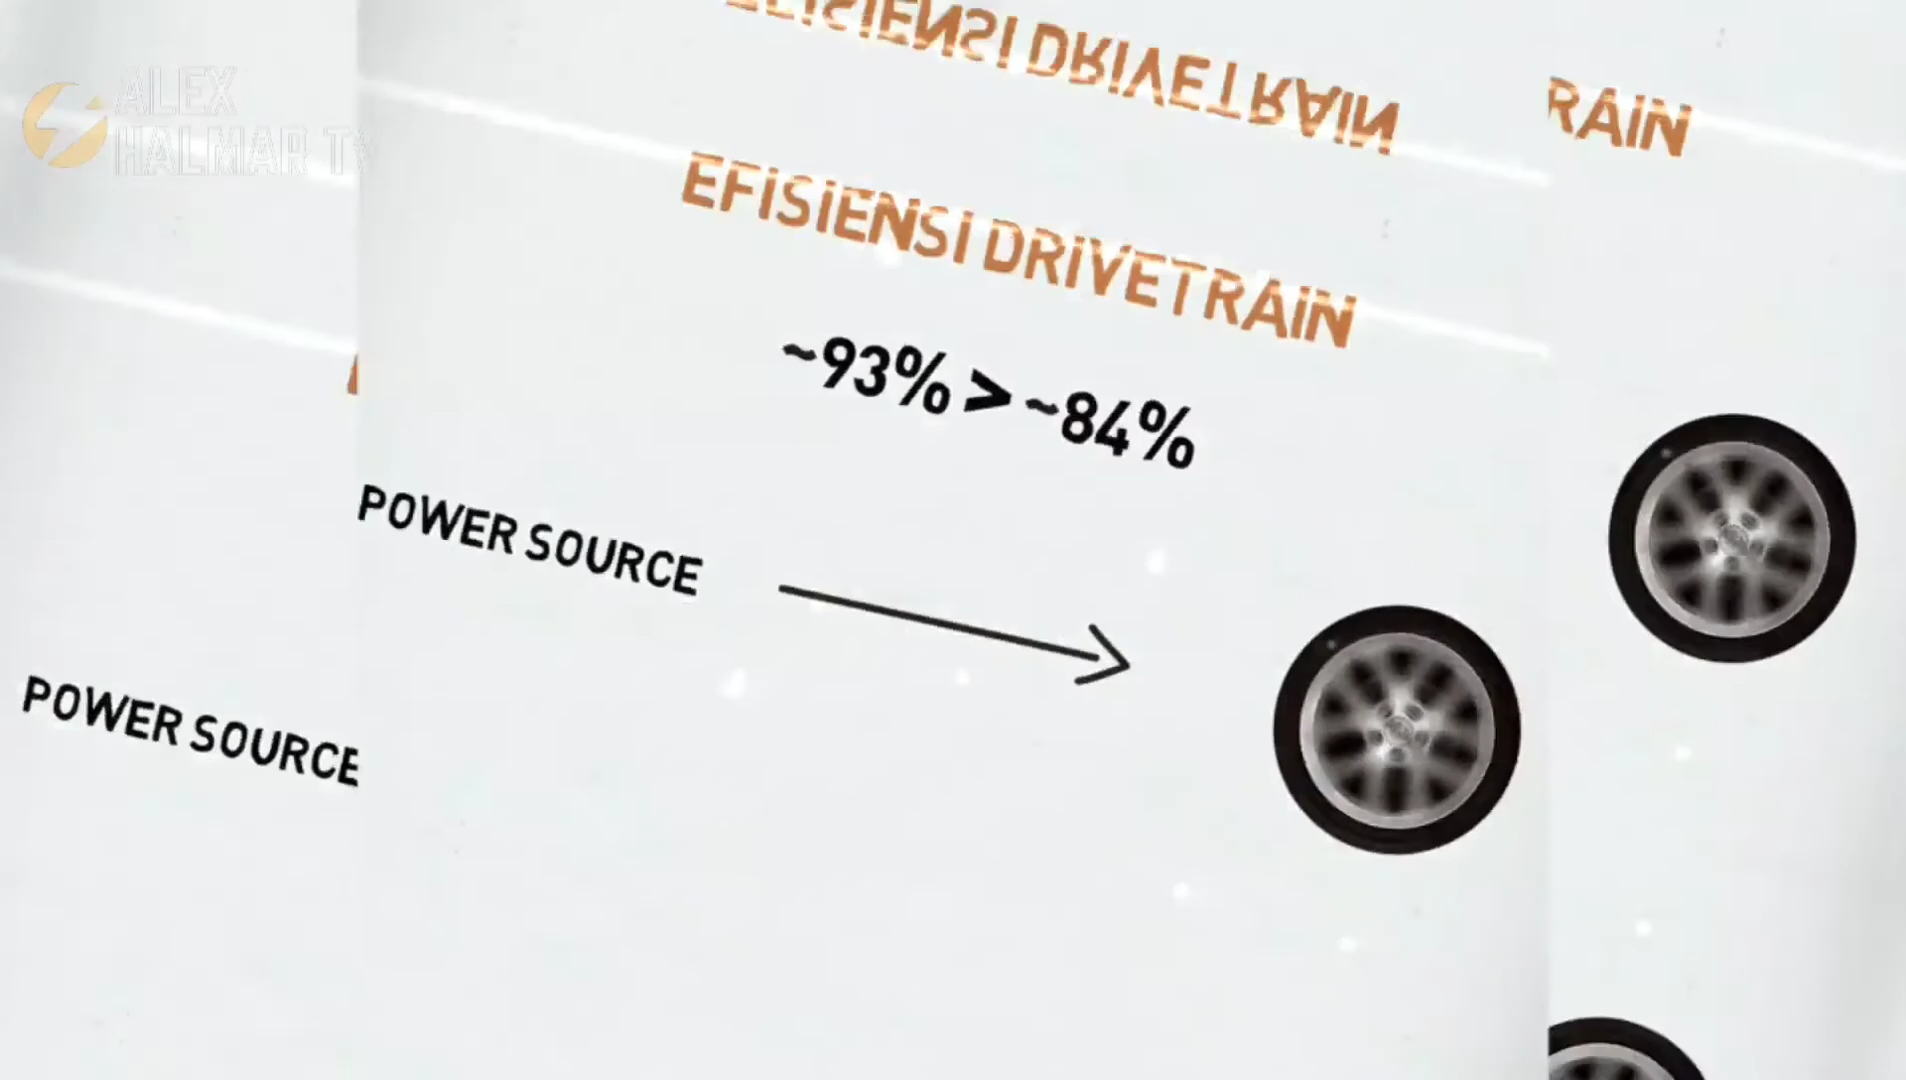 EFISIENSI DRIVETRAIN
RAIN
ALEX
HALMAR TV
EFISIENSI DRIVETRAIN
~93% > ~84%
POWER SOURCE
POWER SOURCE